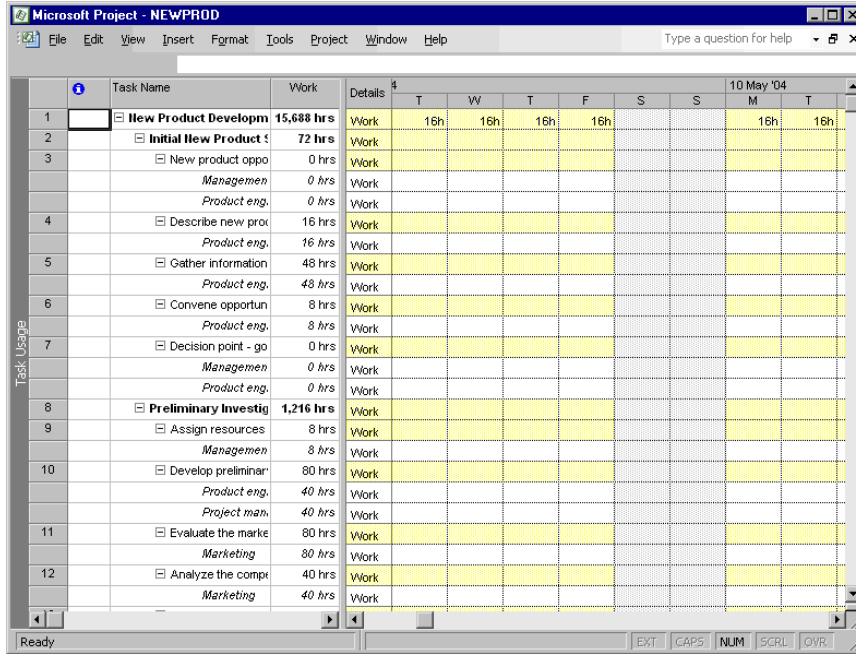 Microsoft Project - NEWPROD
File Edit View Insert Format Tools Project Window Help Type a question for help
Task Name Work Details 4 10 May '04
T W T F S S M T
1 New Product Developm 15,688 hrs Work 16h 16h 16h 16h 16h 16h
2 Initial New Product S 72 hrs Work
3 New product oppo 0 hrs Work
Managemen 0 hrs Work
Product eng. 0 hrs Work
4 Describe new prod 16 hrs Work
Product eng. 16 hrs Work
5 Gather information 48 hrs Work
Product eng. 48 hrs Work
6 Convene opportun 8 hrs Work
Product eng. 8 hrs Work
7 Decision point - go 0 hrs Work
Managemen 0 hrs Work
Product eng. 0 hrs Work
8 Preliminary Investig 1,216 hrs Work
9 Assign resources 8 hrs Work
Managemen 8 hrs Work
10 Develop preliminar 80 hrs Work
Product eng. 40 hrs Work
Project man. 40 hrs Work
11 Evaluate the marke 80 hrs Work
Marketing 80 hrs Work
12 Analyze the compe 40 hrs Work
Marketing 40 hrs Work
Task Usage
Ready EXT CAPS NUM SCRL OVR